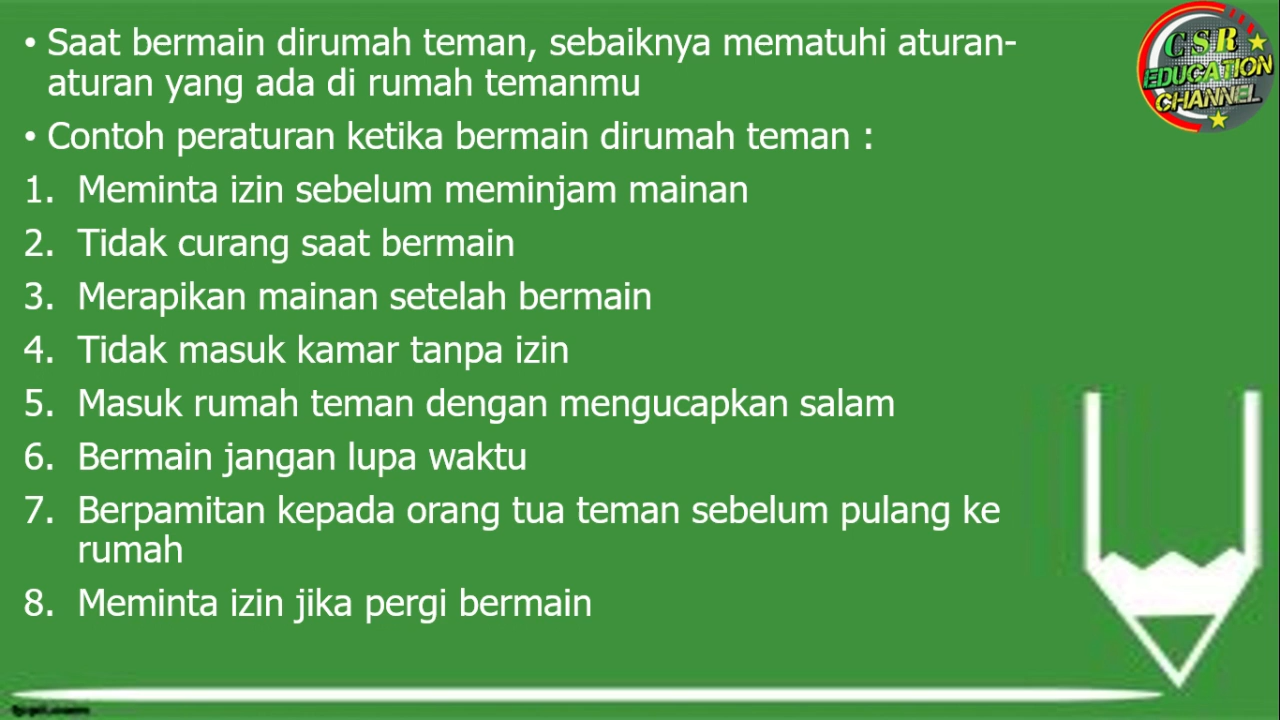 • Saat bermain dirumah teman, sebaiknya mematuhi aturan-
aturan yang ada di rumah temanmu
• Contoh peraturan ketika bermain dirumah teman :
1. Meminta izin sebelum meminjam mainan
2. Tidak curang saat bermain
3. Merapikan mainan setelah bermain
4. Tidak masuk kamar tanpa izin
5. Masuk rumah teman dengan mengucapkan salam
6. Bermain jangan lupa waktu
7. Berpamitan kepada orang tua teman sebelum pulang ke
rumah
8. Meminta izin jika pergi bermain
CSR
EDUCATION
CHANNEL